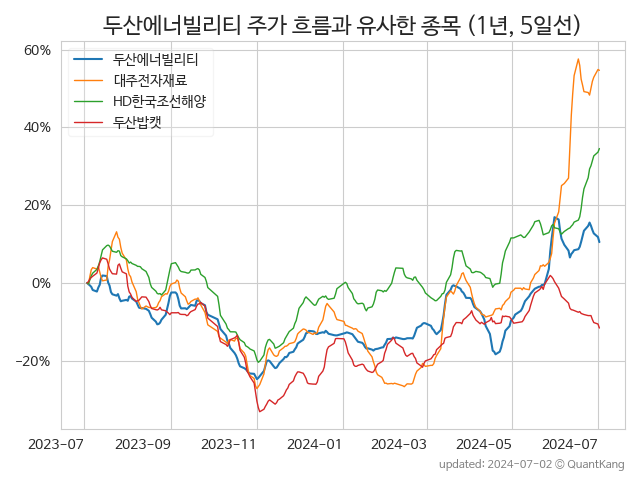 두산에너빌리티 주가 흐름과 유사한 종목 (1년, 5일선)
60%
40%
20%
0%
−20%
두산에너빌리티
대주전자재료
HD한국조선해양
두산밥캣
2023-07
2023-09
2023-11
2024-01
2024-03
2024-05
2024-07
updated: 2024-07-02 © QuantKang